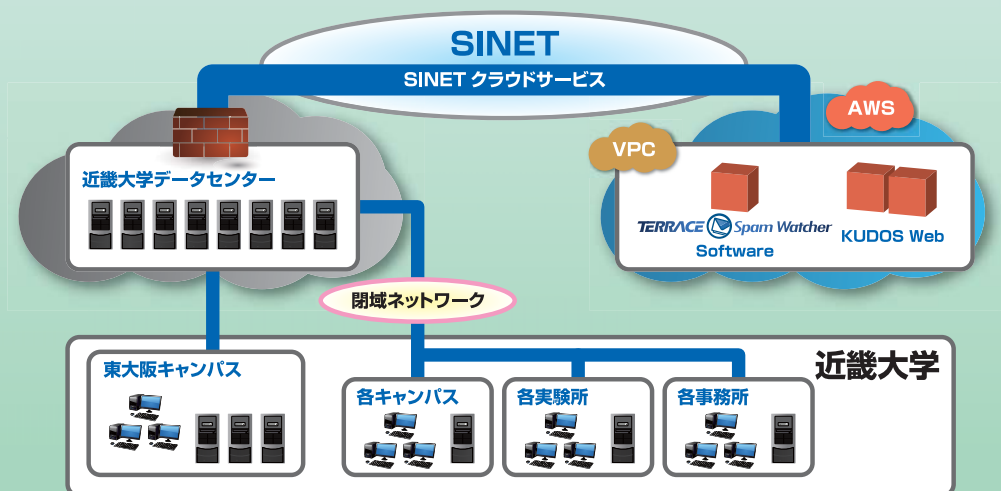 SINET
SINET クラウドサービス
AWS
VPC
近畿大学データセンター
TERRACE Spam Watcher
Software
KUDOS Web
閉域ネットワーク
近畿大学
東大阪キャンパス
各キャンパス
各実験所
各事務所